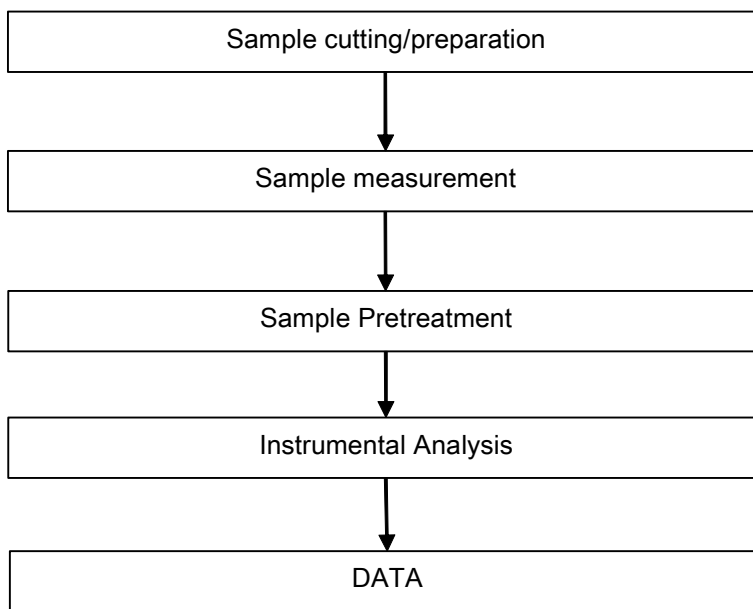 Sample cutting/preparation
Sample measurement
Sample Pretreatment
Instrumental Analysis
DATA